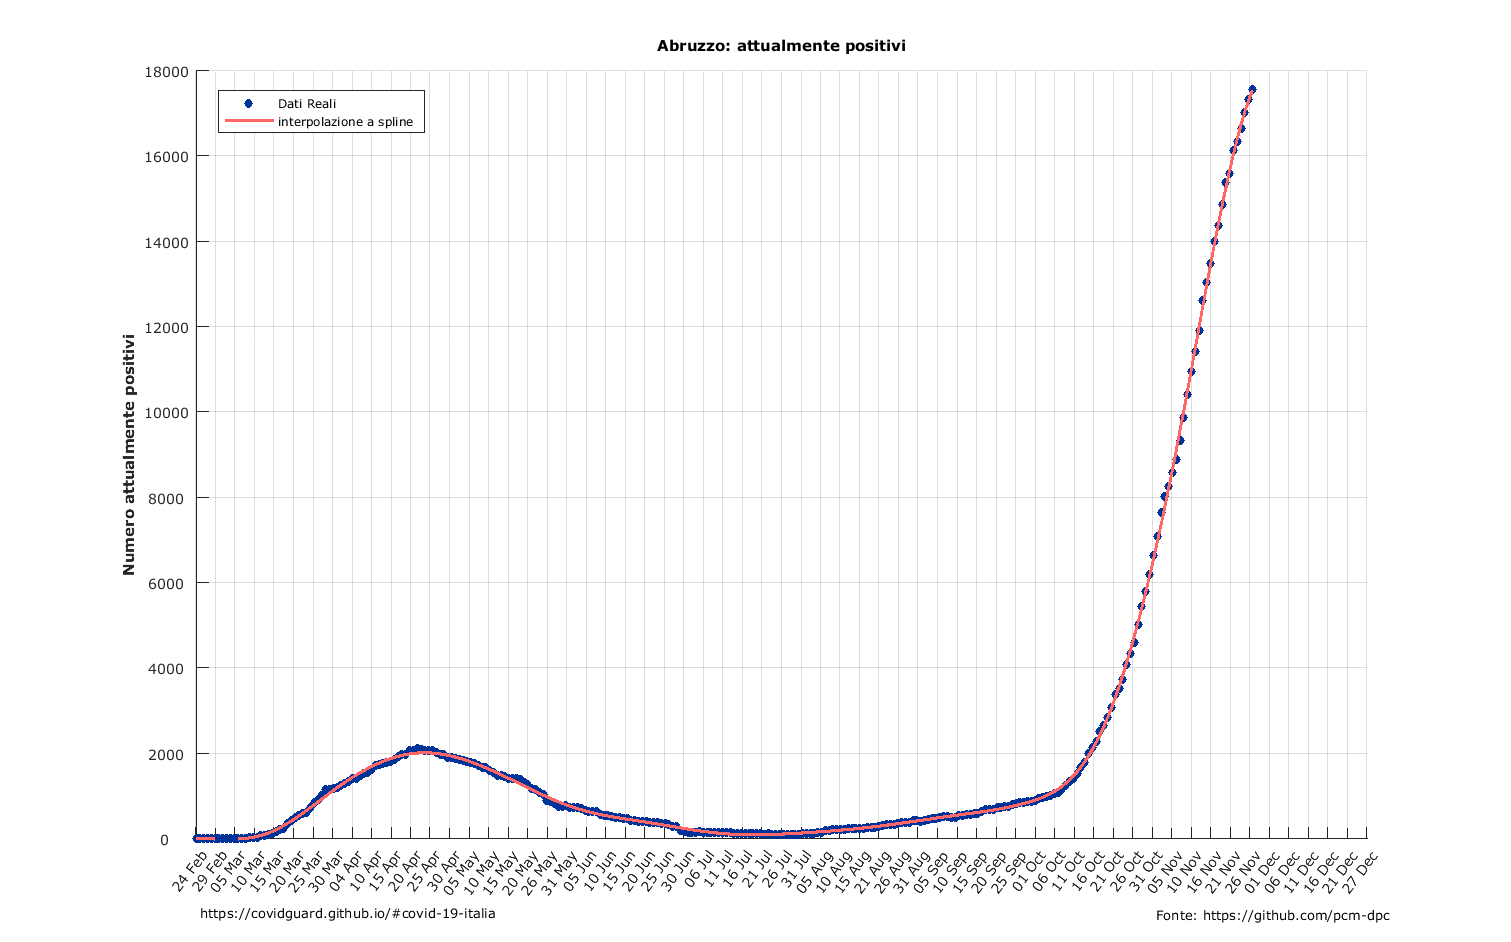 Abruzzo: attualmente positivi
18000
16000
14000
12000
10000
8000
6000
4000
2000
0
Numero attualmente positivi
Dati Reali
interpolazione a spline
24 Feb
29 Feb
05 Mar
10 Mar
15 Mar
20 Mar
25 Mar
30 Mar
04 Apr
10 Apr
15 Apr
20 Apr
25 Apr
30 Apr
05 May
10 May
15 May
20 May
26 May
31 May
05 Jun
10 Jun
15 Jun
20 Jun
25 Jun
30 Jun
06 Jul
11 Jul
16 Jul
21 Jul
26 Jul
31 Jul
05 Aug
10 Aug
15 Aug
21 Aug
26 Aug
31 Aug
05 Sep
10 Sep
15 Sep
20 Sep
25 Sep
01 Oct
06 Oct
11 Oct
16 Oct
21 Oct
26 Oct
31 Oct
05 Nov
10 Nov
16 Nov
21 Nov
26 Nov
01 Dec
06 Dec
11 Dec
16 Dec
21 Dec
27 Dec
https://covidguard.github.io/#covid-19-italia
Fonte: https://github.com/pcm-dpc